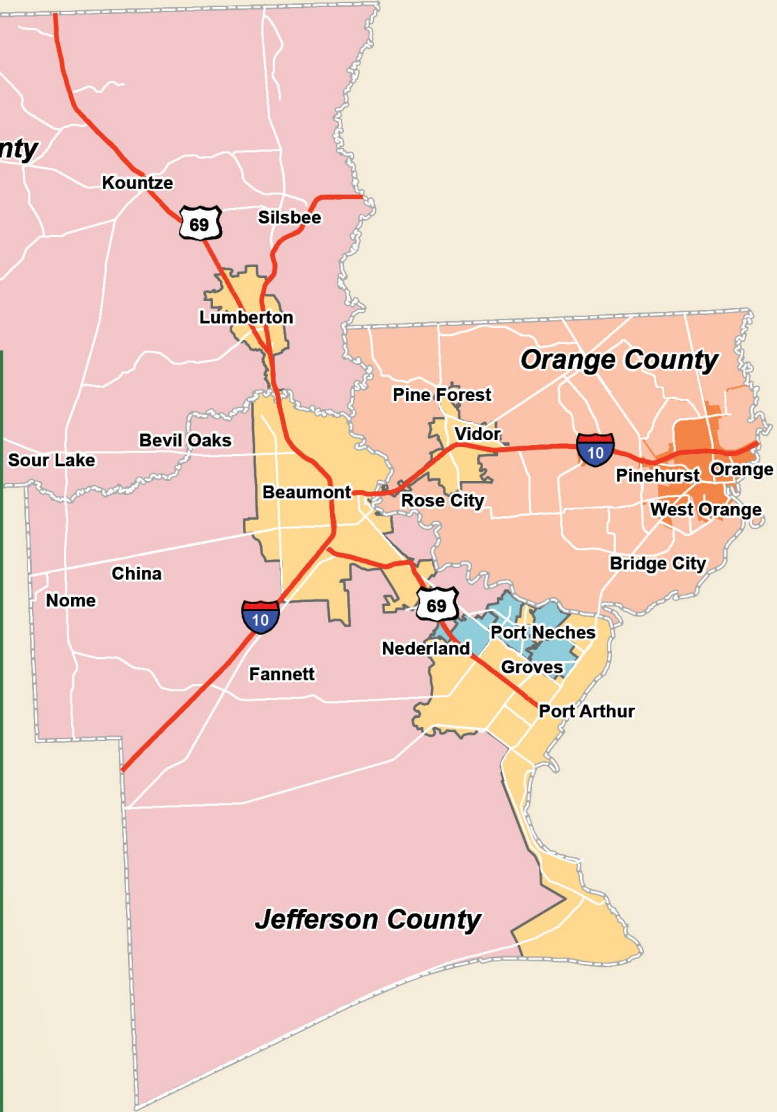 nty
Kountze
69
Silsbee
Lumberton
Orange County
Pine Forest
Vidor
Bevil Oaks
10
Sour Lake
Pinehurst
Orange
Beaumont
Rose City
West Orange
Bridge City
China
Nome
69
10
Port Neches
Nederland
Groves
Fannett
Port Arthur
Jefferson County